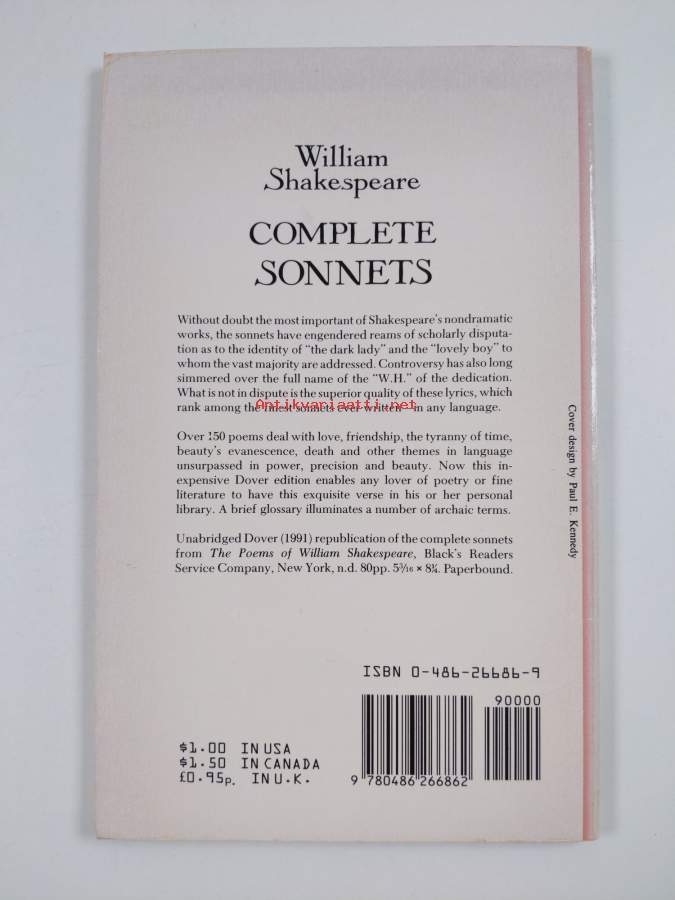 William
Shakespeare
COMPLETE
SONNETS
Without doubt the most important of Shakespeare's nondramatic
works, the sonnets have engendered reams of scholarly disputa-
tion as to the identity of "the dark lady" and the "lovely boy" to
whom the vast majority are addressed. Controversy has also long
simmered over the full name of the "W.H." of the dedication.
What is not in dispute is the superior quality of these lyrics, which
rank among the finest sonnets ever written in any language.
Antikvariaatti.net
Over 150 poems deal with love, friendship, the tyranny of time,
beauty's evanescence, death and other themes in language
unsurpassed in power, precision and beauty. Now this in-
expensive Dover edition enables any lover of poetry or fine
literature to have this exquisite verse in his or her personal
library. A brief glossary illuminates a number of archaic terms.
Unabridged Dover (1991) republication of the complete sonnets
from The Poems of William Shakespeare, Black's Readers
Service Company, New York, n.d. 80pp. 5³⁄₁₆ × 8¼. Paperbound.
Cover design by Paul E. Kennedy
ISBN 0-486-26686-9
90000
9 780486 266862
$1.00 IN USA
$1.50 IN CANADA
£0.95p. IN U.K.